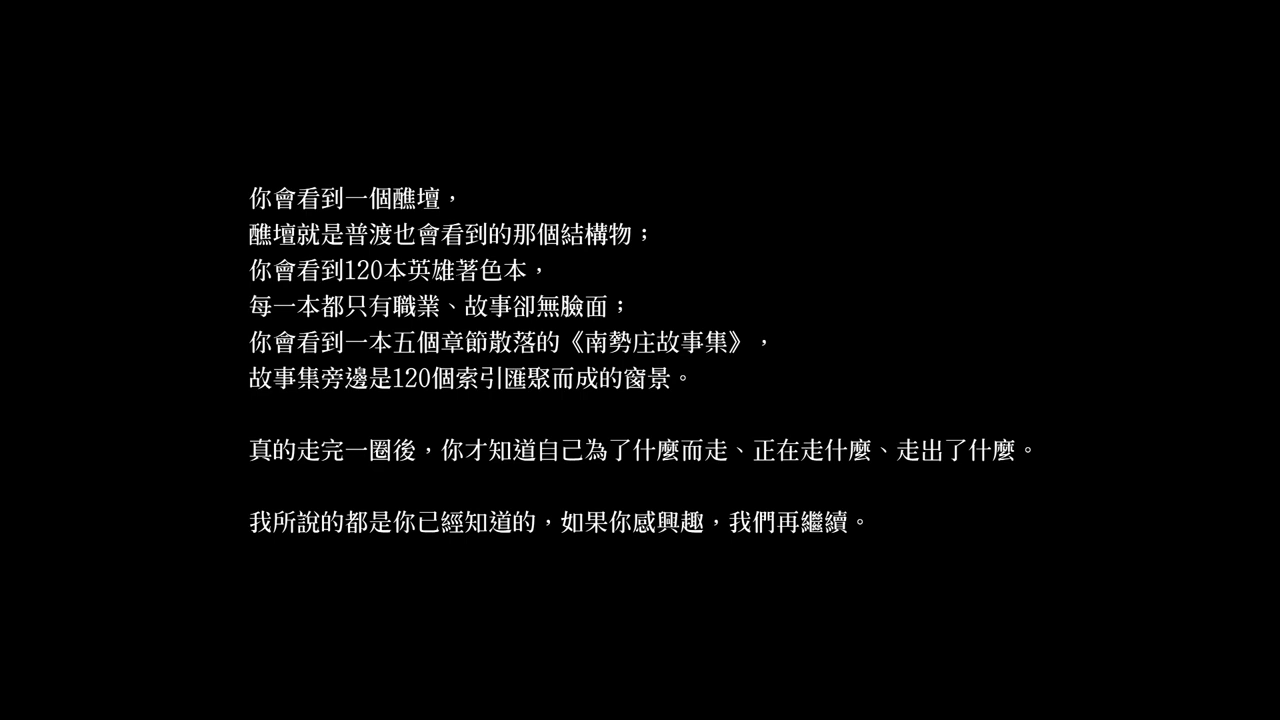 你會看到一個醮壇，
醮壇就是普渡也會看到的那個結構物；
你會看到120本英雄著色本，
每一本都只有職業、故事卻無臉面；
你會看到一本五個章節散落的《南勢庄故事集》，
故事集旁邊是120個索引匯聚而成的窗景。
真的走完一圈後，你才知道自己為了什麼而走、正在走什麼、走出了什麼。
我所說的都是你已經知道的，如果你感興趣，我們再繼續。